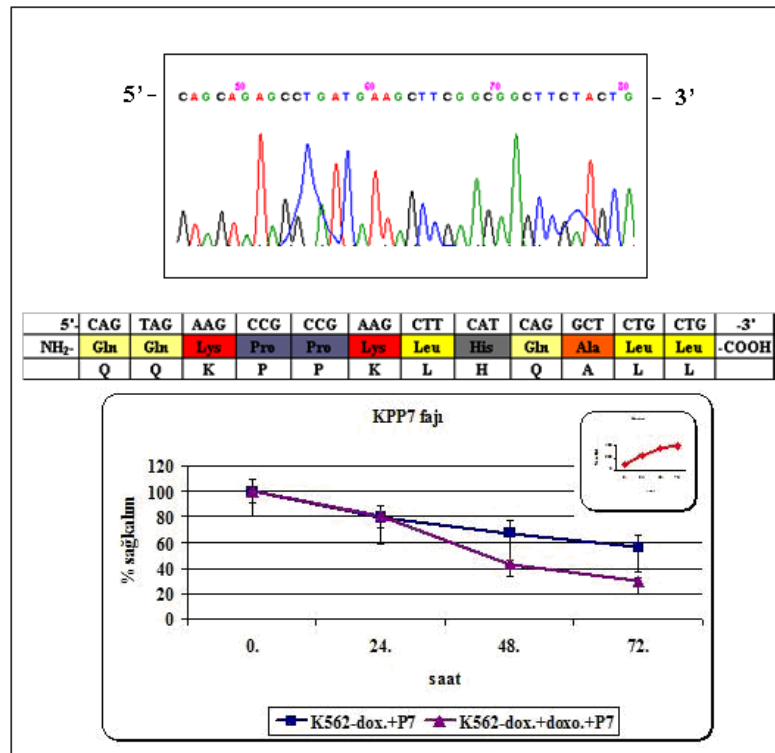 50 60 70 80
5' - CAGCAGAGCCTGATGAAGCTTCGGCGGCTTCTACTG - 3'
5'- CAG TAG AAG CCG CCG AAG CTT CAT CAG GCT CTG CTG -3'
NH2- Gln Gln Lys Pro Pro Lys Leu His Gln Ala Leu Leu -COOH
Q Q K P P K L H Q A L L
KPP7 fajı
120
100
80
60
40
20
0
% sağkalım
0. 24. 48. 72.
saat
K562-dox.+P7 K562-dox.+doxo.+P7